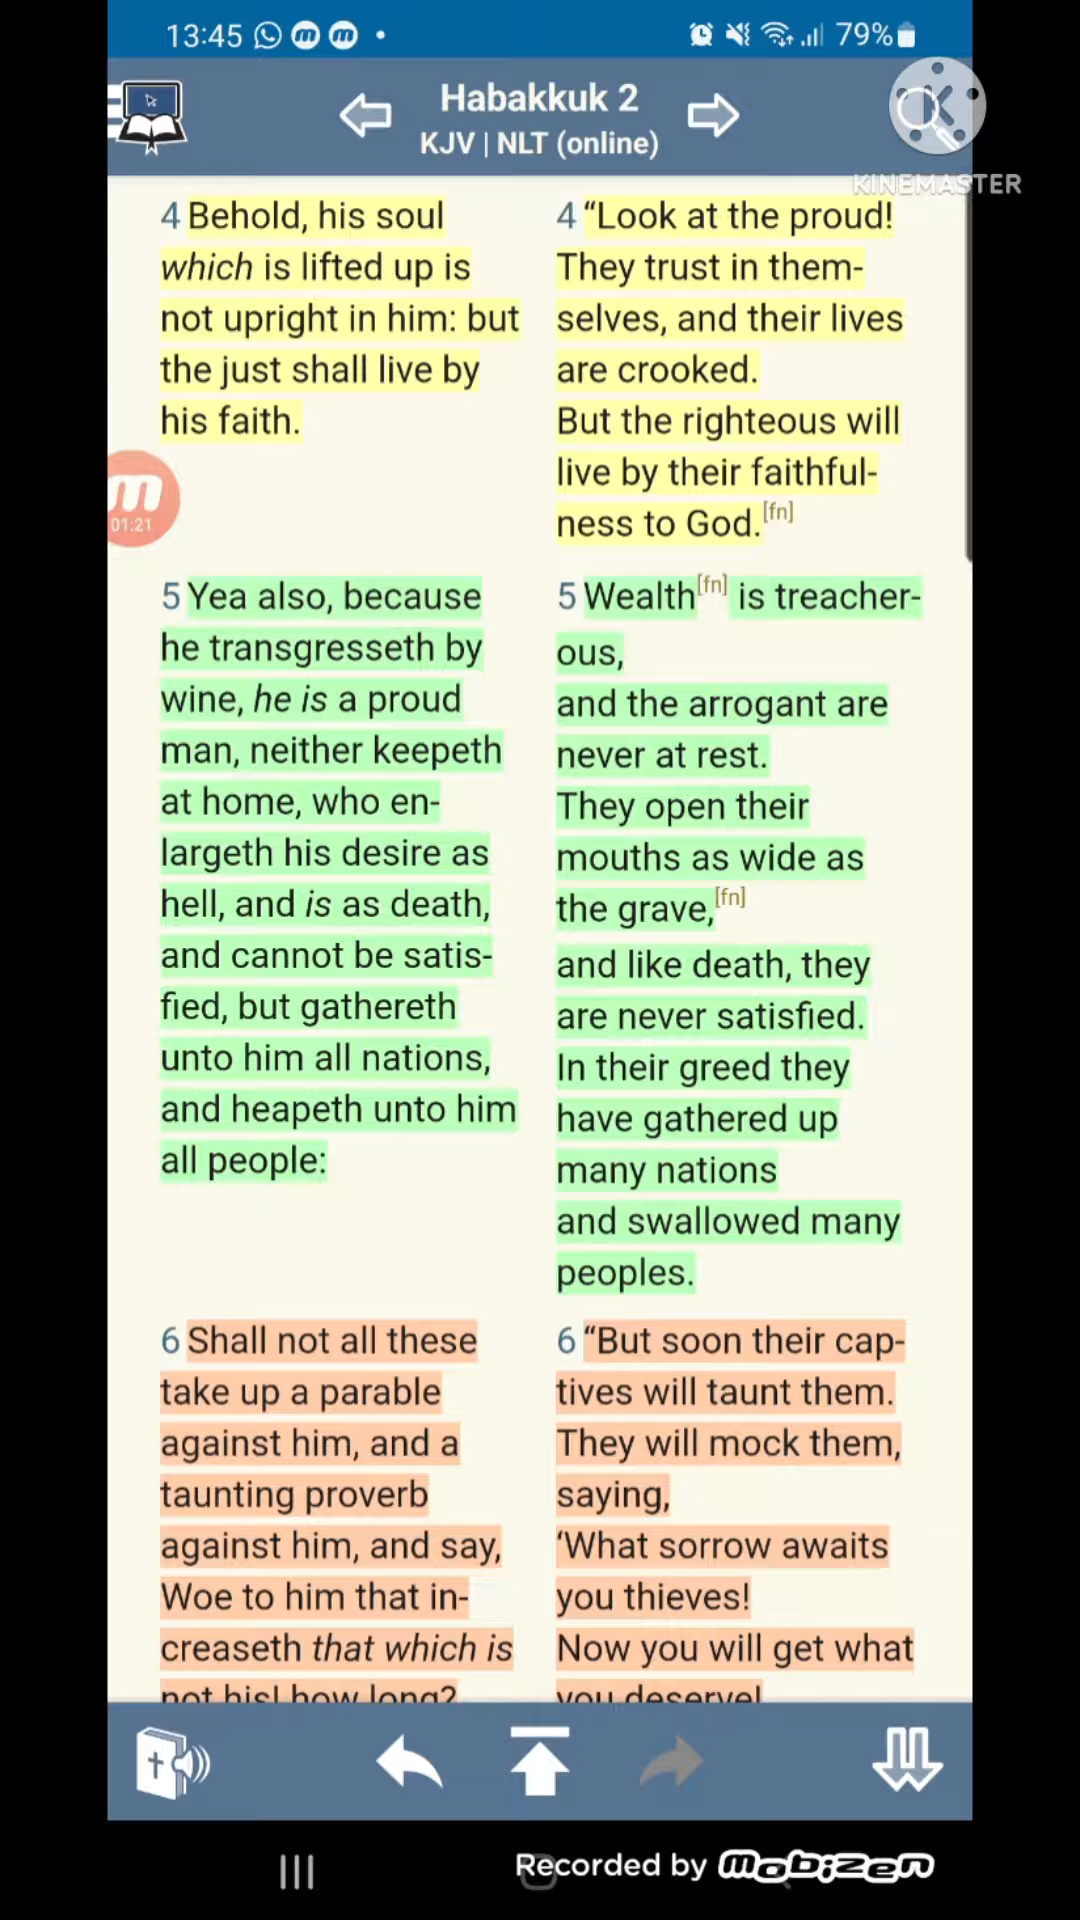 13:45
79%
Habakkuk 2
KJV | NLT (online)
K
KINEMASTER
4 Behold, his soul
which is lifted up is
not upright in him: but
the just shall live by
his faith.
4 “Look at the proud!
They trust in them-
selves, and their lives
are crooked.
But the righteous will
live by their faithful-
ness to God.[fn]
m
01:21
5 Yea also, because
he transgresseth by
wine, he is a proud
man, neither keepeth
at home, who en-
largeth his desire as
hell, and is as death,
and cannot be satis-
fied, but gathereth
unto him all nations,
and heapeth unto him
all people:
5 Wealth[fn] is treacher-
ous,
and the arrogant are
never at rest.
They open their
mouths as wide as
the grave,[fn]
and like death, they
are never satisfied.
In their greed they
have gathered up
many nations
and swallowed many
peoples.
6 Shall not all these
take up a parable
against him, and a
taunting proverb
against him, and say,
Woe to him that in-
creaseth that which is
not his! how long?
6 “But soon their cap-
tives will taunt them.
They will mock them,
saying,
‘What sorrow awaits
you thieves!
Now you will get what
you deserve!
Recorded by mobizen